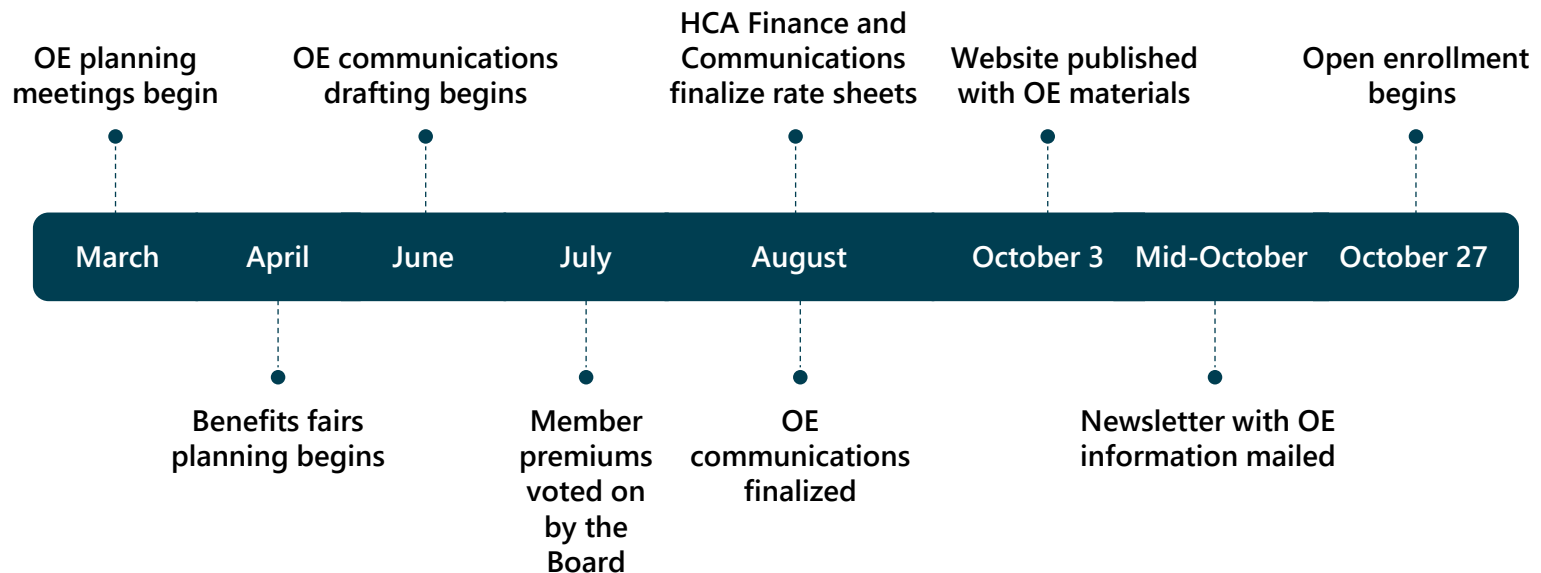 OE planning
meetings begin
OE communications
drafting begins
HCA Finance and
Communications
finalize rate sheets
Website published
with OE materials
Open enrollment
begins
March
April
June
July
August
October 3
Mid-October
October 27
Benefits fairs
planning begins
Member
premiums
voted on
by the
Board
OE
communications
finalized
Newsletter with OE
information mailed